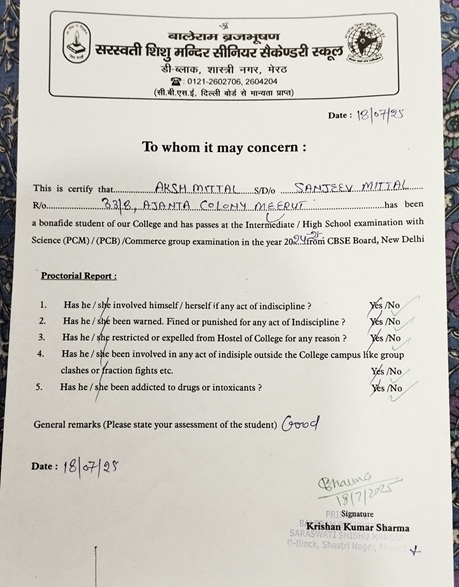 बालेराम ब्रजभूषण
सरस्वती शिशु मन्दिर सीनियर सैकेण्डरी स्कूल
डी-ब्लाक, शास्त्री नगर, मेरठ
☎ : 0121-2602706, 2604204
(सी.बी.एस.ई, दिल्ली बोर्ड से मान्यता प्राप्त)
Date : 18/07/25
To whom it may concern :
This is certify that AKSH MITTAL S/D/o SANJEEV MITTAL
R/o 33/8, AJANTA COLONY MEERUT has been
a bonafide student of our College and has passes at the Intermediate / High School examination with
Science (PCM) / (PCB) /Commerce group examination in the year 2024-25 from CBSE Board, New Delhi
Proctorial Report :
1. Has he / she involved himself / herself if any act of indiscipline ? Yes /No
2. Has he / she been warned. Fined or punished for any act of Indiscipline ? Yes /No
3. Has he / she restricted or expelled from Hostel of College for any reason ? Yes /No
4. Has he / she been involved in any act of indisiple outside the College campus like group
clashes or fraction fights etc. Yes /No
5. Has he / she been addicted to drugs or intoxicants ? Yes /No
General remarks (Please state your assessment of the student) Good
Date : 18/07/25
Sharma
18/7/2025
Signature
Krishan Kumar Sharma
SARASWATI SHISHU MANDIR
D-Block, Shastri Nagar,